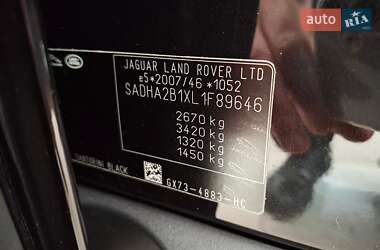 auto RIA
JAGUAR LAND ROVER LTD
e5*2007/46 *1052
SADHA2B1XL1F89646
2670 kg
3420 kg
1320 kg
1450 kg
SANTORINI BLACK
GX73-4883-HC